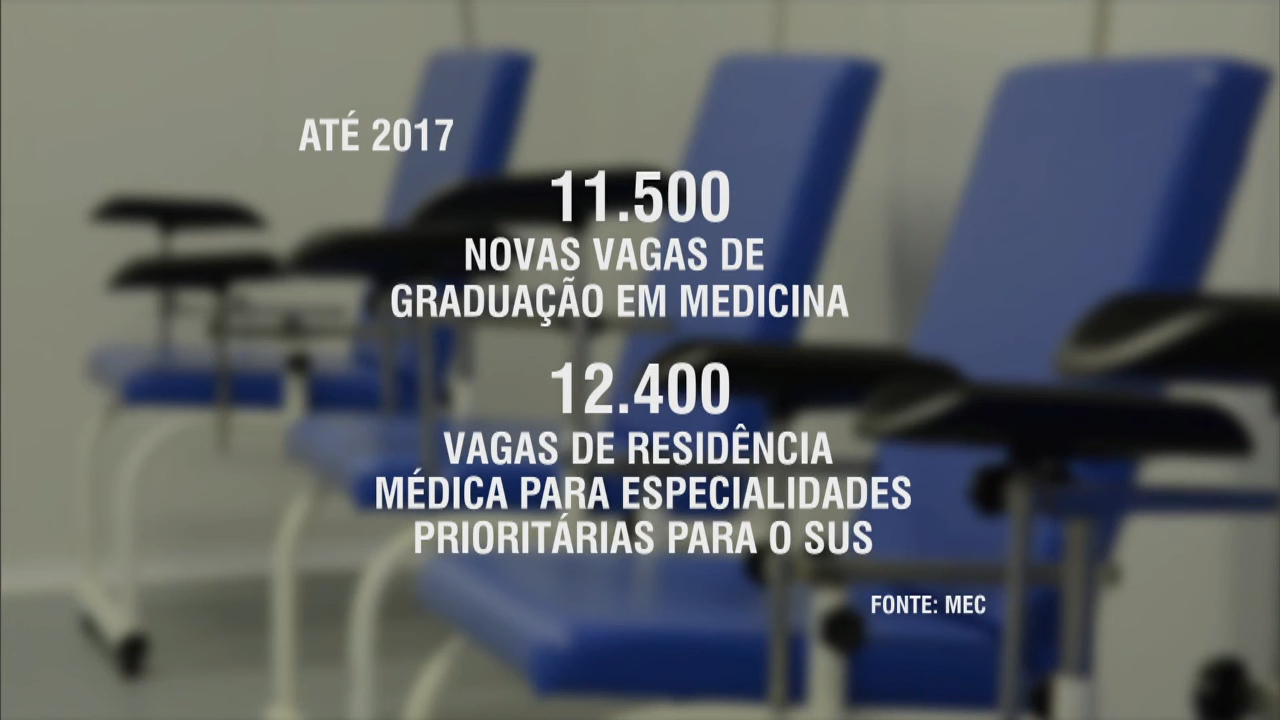 ATÉ 2017
11.500
NOVAS VAGAS DE
GRADUAÇÃO EM MEDICINA
12.400
VAGAS DE RESIDÊNCIA
MÉDICA PARA ESPECIALIDADES
PRIORITÁRIAS PARA O SUS
FONTE: MEC